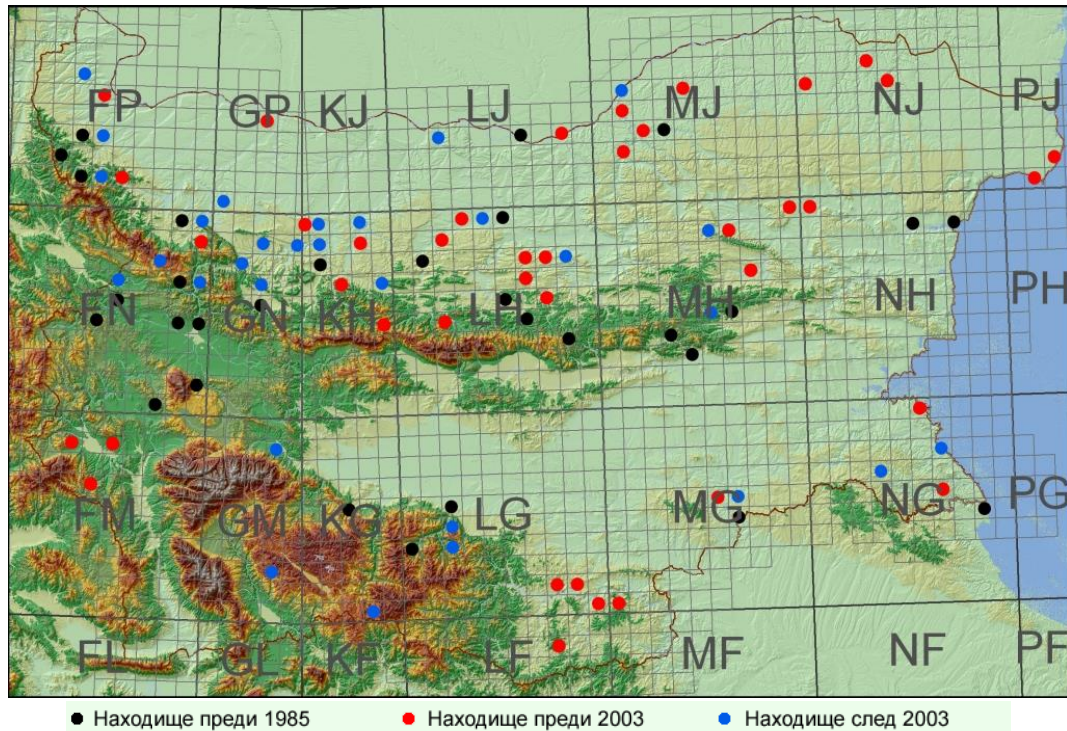 FP GP KJ LJ MJ NJ PJ
FN GN KH LH MH NH PH
FM GM KG LG MG NG PG
FL GL KF LF MF NF PF
Находище преди 1985 Находище преди 2003 Находище след 2003